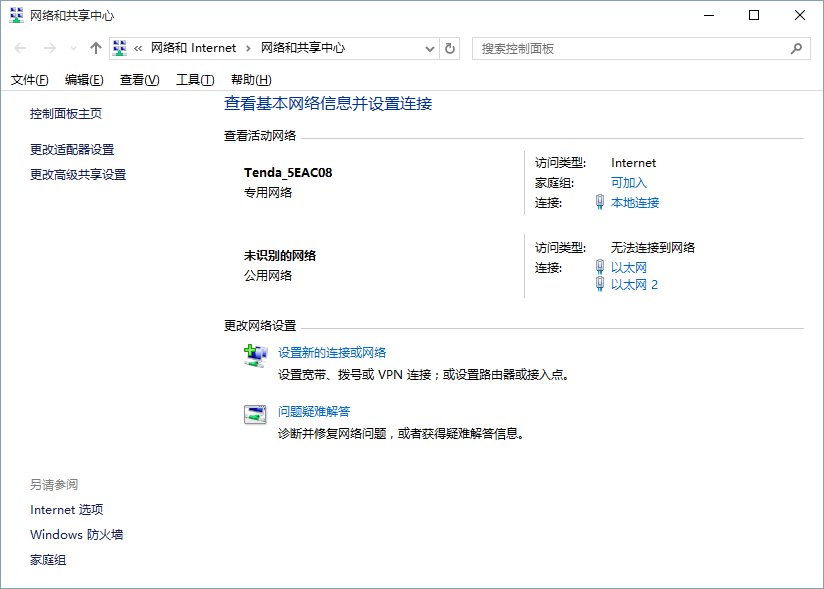 网络和共享中心
« 网络和 Internet › 网络和共享中心
搜索控制面板
文件(F) 编辑(E) 查看(V) 工具(T) 帮助(H)
控制面板主页
更改适配器设置
更改高级共享设置
查看基本网络信息并设置连接
查看活动网络
Tenda_5EAC08
专用网络
访问类型: Internet
家庭组: 可加入
连接: 本地连接
未识别的网络
公用网络
访问类型: 无法连接到网络
连接: 以太网
以太网 2
更改网络设置
设置新的连接或网络
设置宽带、拨号或 VPN 连接；或设置路由器或接入点。
问题疑难解答
诊断并修复网络问题，或者获得疑难解答信息。
另请参阅
Internet 选项
Windows 防火墙
家庭组